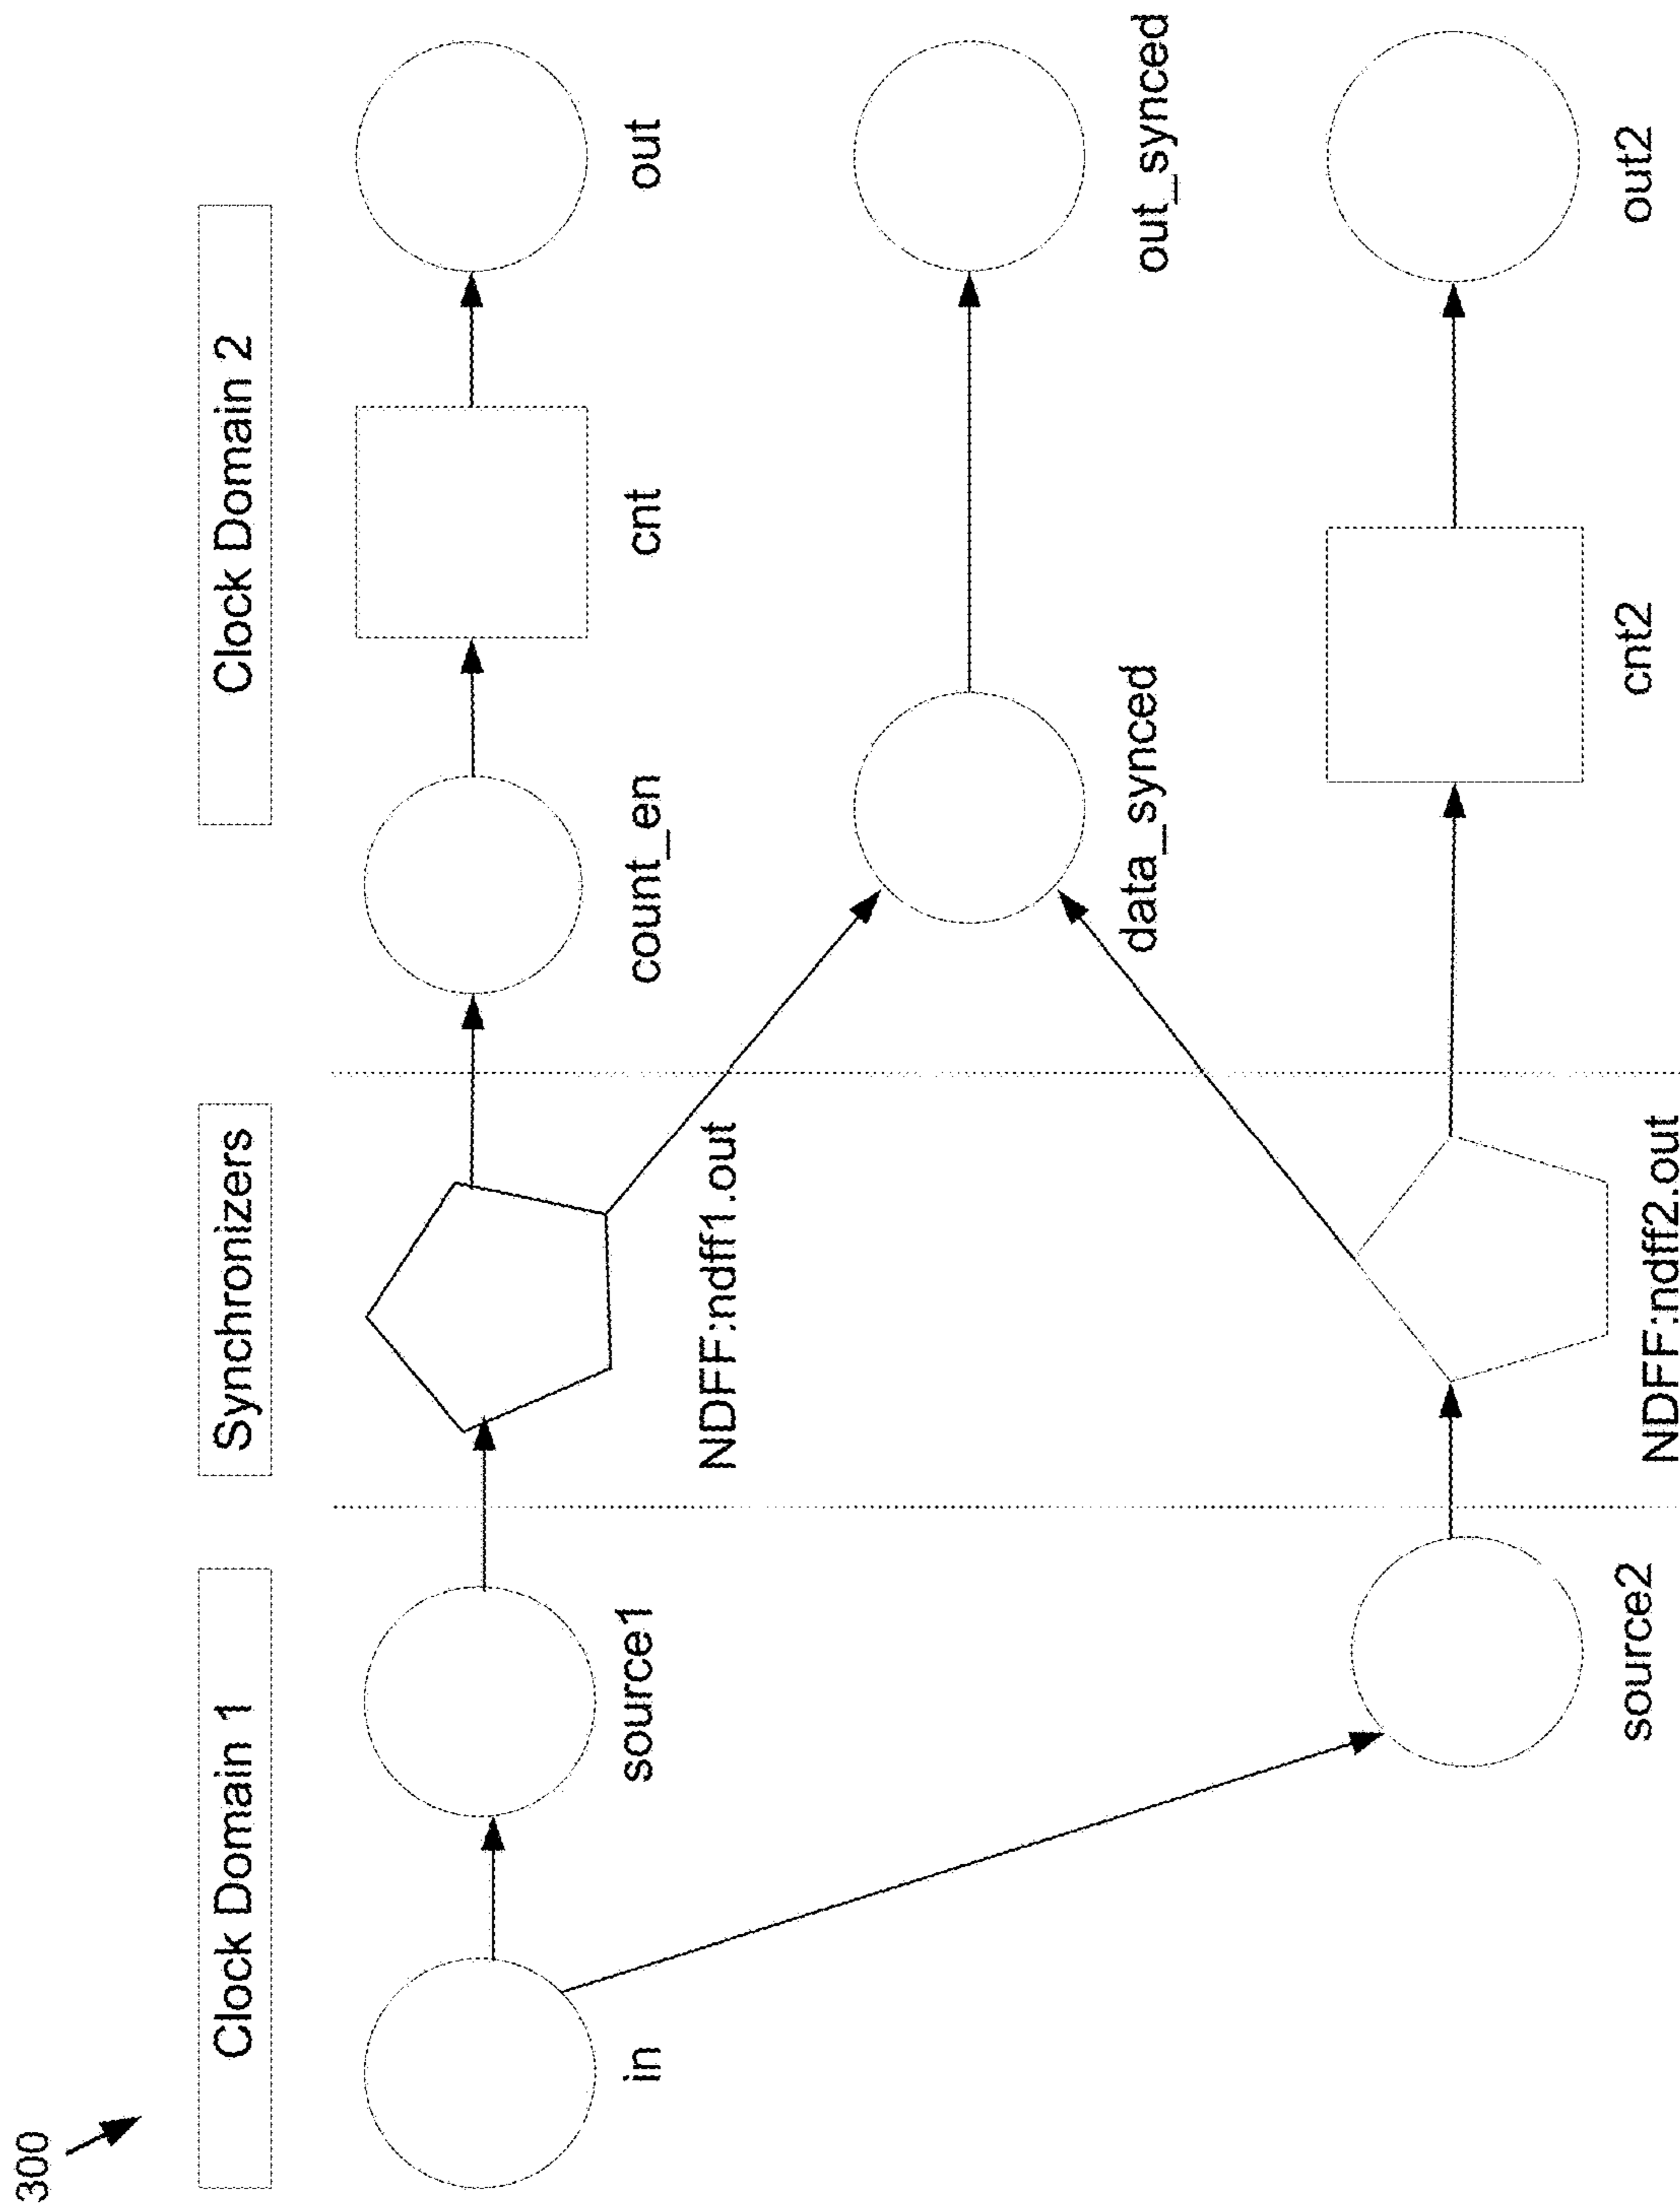 300
Clock Domain 1
Synchronizers
Clock Domain 2
in
source1
NDFF:ndff1.out
count_en
cnt
out
data_synced
out_synced
source2
NDFF:ndff2.out
cnt2
out2